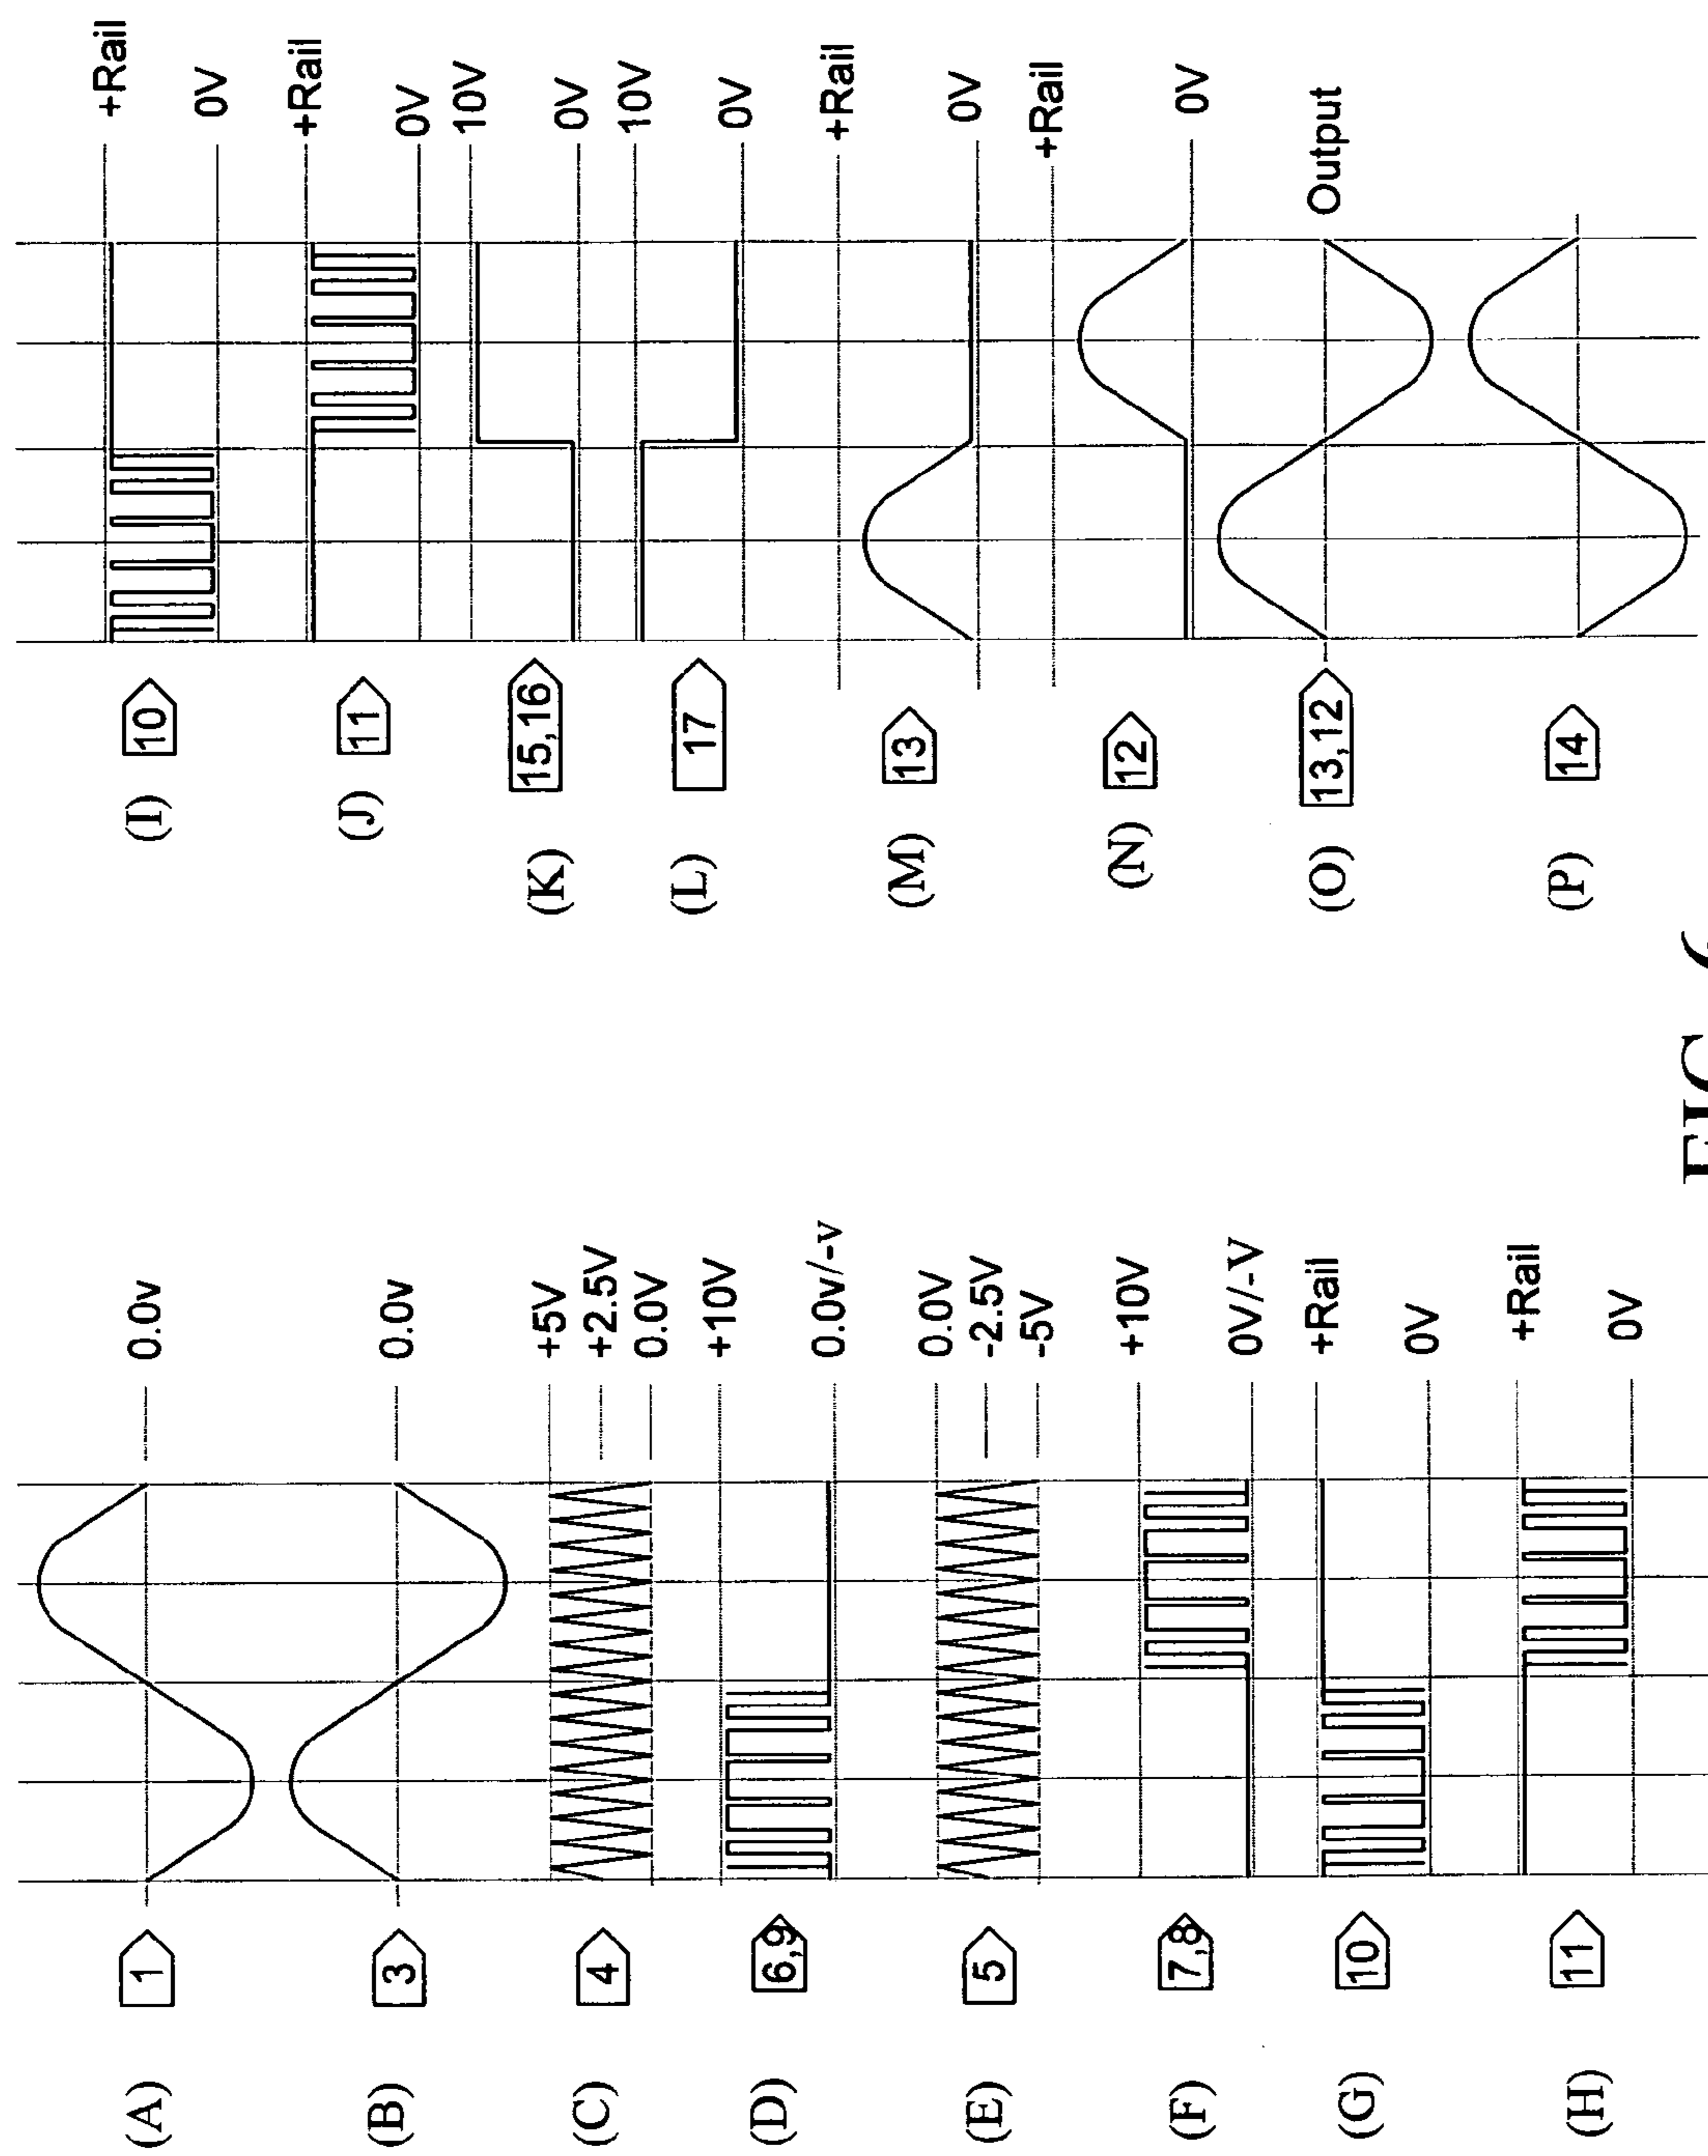 (A) 1 0.0v
(B) 3 0.0v
(C) 4 +5V
+2.5V
0.0V
(D) 6,9 +10V
0.0v/-v
(E) 5 0.0V
-2.5V
-5V
(F) 7,8 +10V
0V/-V
(G) 10 +Rail
0V
(H) 11 +Rail
0V
(I) 10 +Rail
0V
(J) 11 +Rail
0V
(K) 15,16 10V
0V
(L) 17 10V
0V
(M) 13 +Rail
0V
(N) 12 +Rail
0V
(O) 13,12 Output
(P) 14
FIG. 6